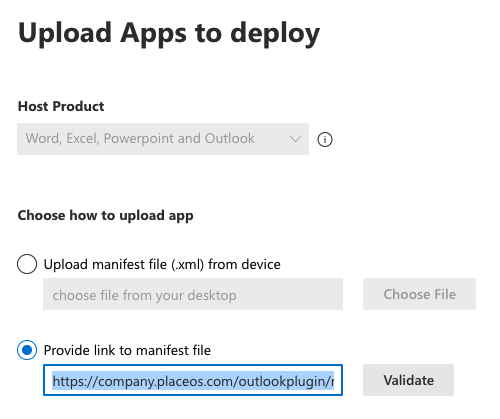 Upload Apps to deploy
Host Product
Word, Excel, Powerpoint and Outlook
Choose how to upload app
Upload manifest file (.xml) from device
choose file from your desktop
Choose File
Provide link to manifest file
https://company.placeos.com/outlookplugin/
Validate